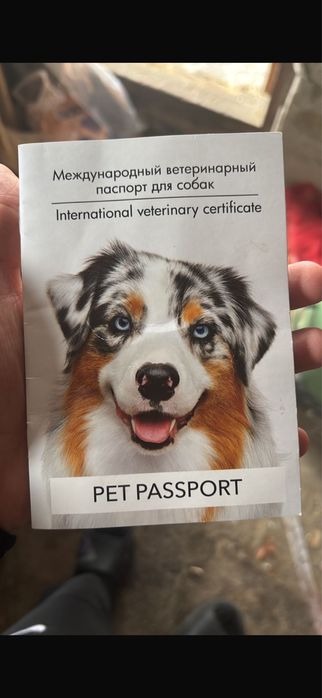 Международный ветеринарный
паспорт для собак
International veterinary certificate
PET PASSPORT